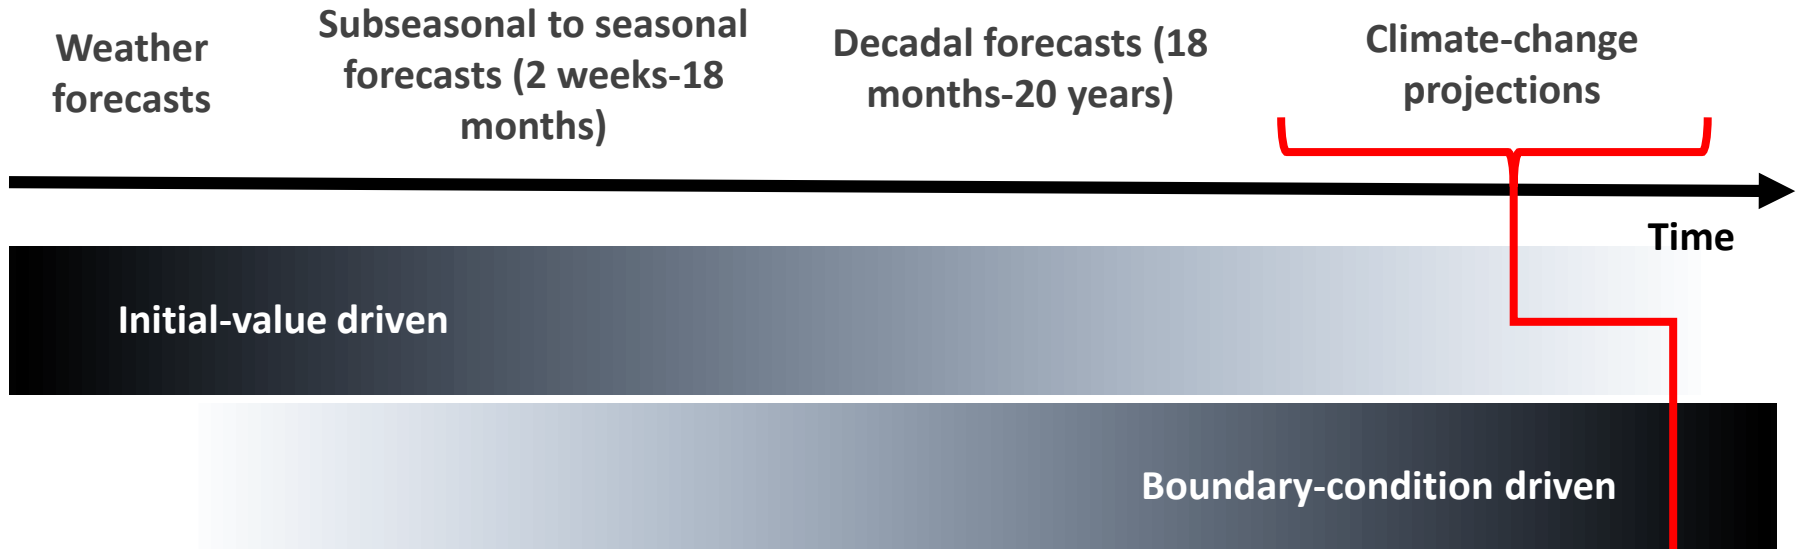 Weather
forecasts
Subseasonal to seasonal
forecasts (2 weeks-18
months)
Decadal forecasts (18
months-20 years)
Climate-change
projections
Time
Initial-value driven
Boundary-condition driven